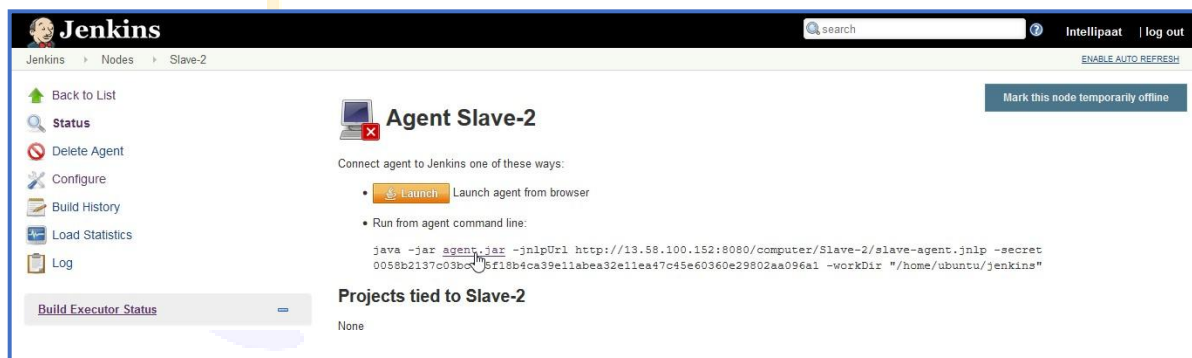 Jenkins
search
Intellipaat | log out
Jenkins Nodes Slave-2
ENABLE AUTO REFRESH
Back to List
Status
Delete Agent
Configure
Build History
Load Statistics
Log
Build Executor Status
Mark this node temporarily offline
Agent Slave-2
Connect agent to Jenkins one of these ways:
Launch Launch agent from browser
Run from agent command line:
java -jar agent.jar -jnlpUrl http://13.58.100.152:8080/computer/Slave-2/slave-agent.jnlp -secret
-workDir "/home/ubuntu/jenkins"
Projects tied to Slave-2
None